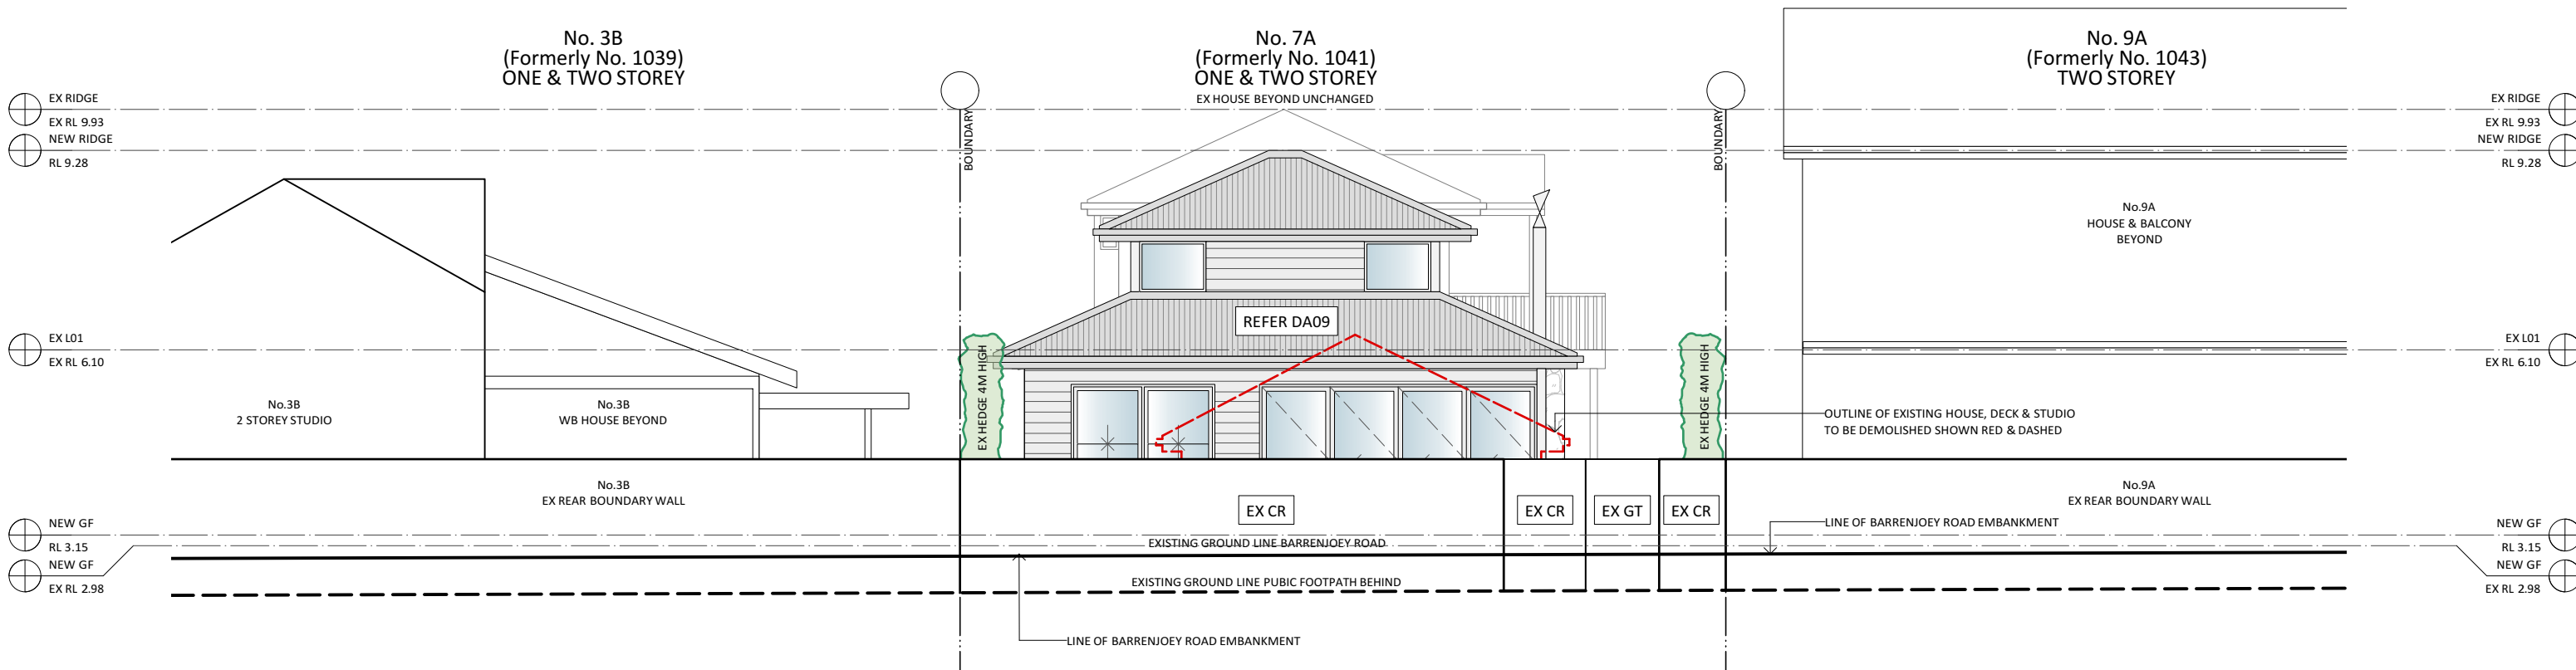 No. 3B
(Formerly No. 1039)
ONE & TWO STOREY
No. 7A
(Formerly No. 1041)
ONE & TWO STOREY
EX HOUSE BEYOND UNCHANGED
No. 9A
(Formerly No. 1043)
TWO STOREY
EX RIDGE
EX RL 9.93
NEW RIDGE
RL 9.28
BOUNDARY
BOUNDARY
EX RIDGE
EX RL 9.93
NEW RIDGE
RL 9.28
No.9A
HOUSE & BALCONY
BEYOND
REFER DA09
EX L01
EX RL 6.10
EX L01
EX RL 6.10
EX HEDGE 4M HIGH
EX HEDGE 4M HIGH
No.3B
2 STOREY STUDIO
No.3B
WB HOUSE BEYOND
OUTLINE OF EXISTING HOUSE, DECK & STUDIO
TO BE DEMOLISHED SHOWN RED & DASHED
No.3B
EX REAR BOUNDARY WALL
EX CR
EX CR
EX GT
EX CR
No.9A
EX REAR BOUNDARY WALL
NEW GF
RL 3.15
NEW GF
EX RL 2.98
LINE OF BARRENJOEY ROAD EMBANKMENT
EXISTING GROUND LINE BARRENJOEY ROAD
EXISTING GROUND LINE PUBIC FOOTPATH BEHIND
NEW GF
RL 3.15
NEW GF
EX RL 2.98
LINE OF BARRENJOEY ROAD EMBANKMENT